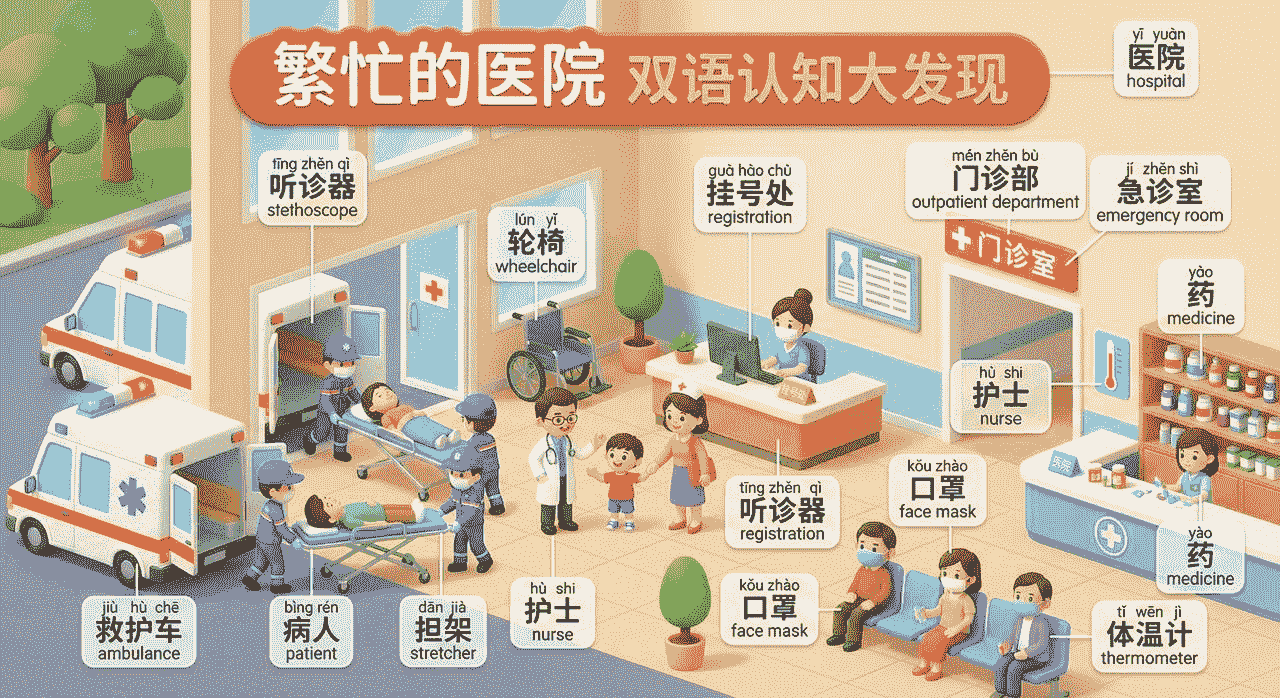 繁忙的医院 双语认知大发现
yī yuàn
医院
hospital
tīng zhěn qì
听诊器
stethoscope
lún yǐ
轮椅
wheelchair
guà hào chù
挂号处
registration
mén zhěn bù
门诊部
outpatient department
jí zhěn shì
急诊室
emergency room
门诊室
yào
药
medicine
hù shi
护士
nurse
挂号处
医院
tīng zhěn qì
听诊器
registration
kǒu zhào
口罩
face mask
yào
药
medicine
jiù hù chē
救护车
ambulance
bìng rén
病人
patient
dān jià
担架
stretcher
hù shi
护士
nurse
kǒu zhào
口罩
face mask
tǐ wēn jì
体温计
thermometer